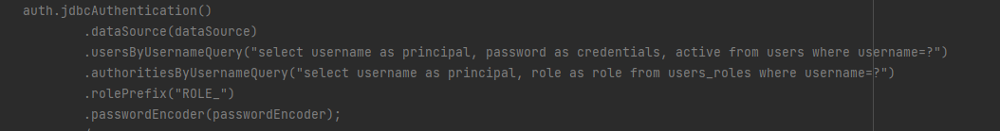 auth.jdbcAuthentication()
.dataSource(dataSource)
.usersByUsernameQuery("select username as principal, password as credentials, active from users where username=?")
.authoritiesByUsernameQuery("select username as principal, role as role from users_roles where username=?")
.rolePrefix("ROLE_")
.passwordEncoder(passwordEncoder);